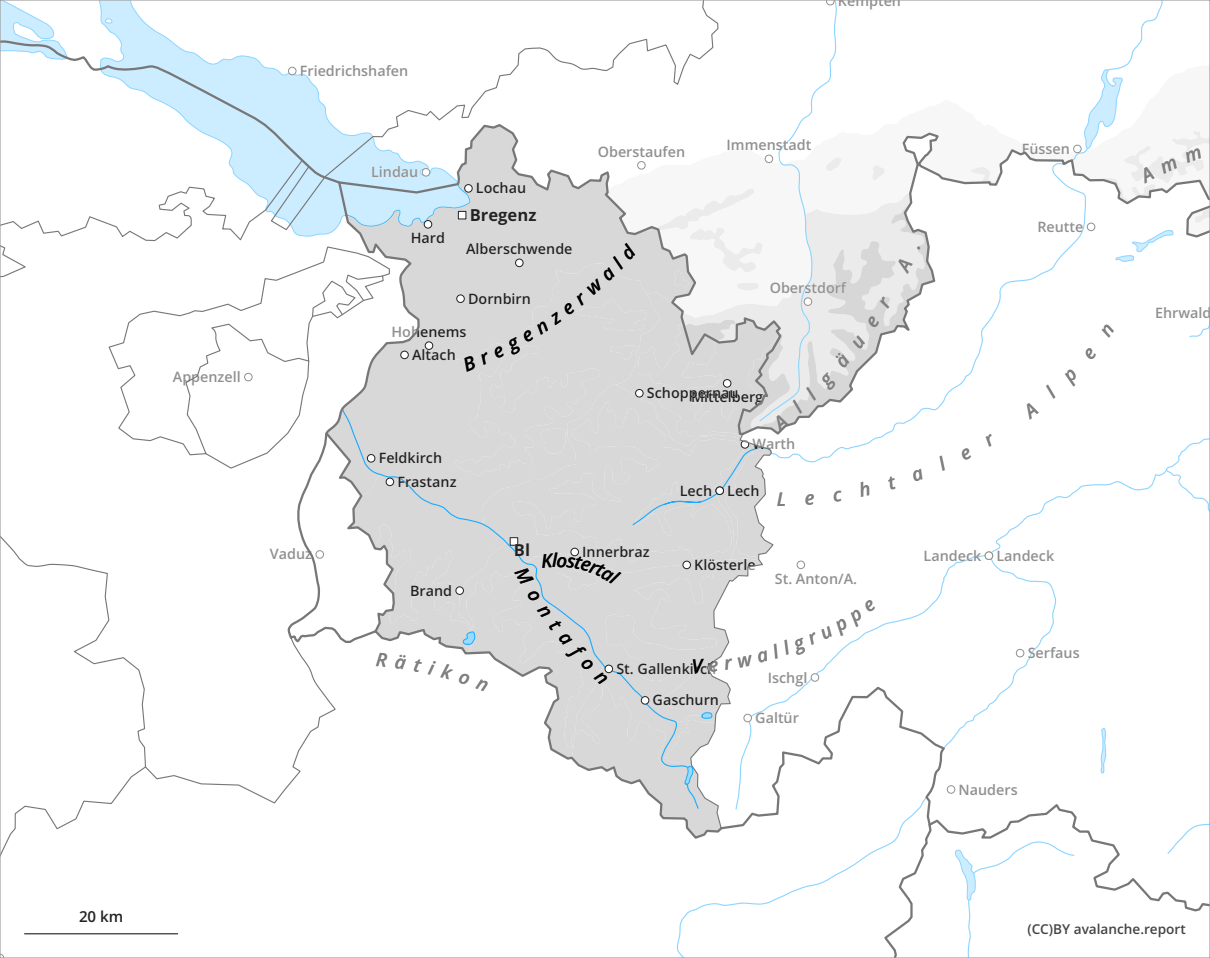 Kempten
Friedrichshafen
Immenstadt
Füssen
Oberstaufen
Amm
Lindau
Lochau
Bregenz
Reutte
Hard
Alberschwende
Oberstdorf
Dornbirn
Bregenzerwald
Allgäuer A.
Ehrwald
Hohenems
Altach
Appenzell
Schoppernau
Mittelberg
Warth
Lechtaler Alpen
Feldkirch
Frastanz
Lech Lech
Vaduz
Bl
Klostertal
Innerbraz
Klösterle
Landeck Landeck
St. Anton/A.
Brand
Montafon
Verwallgruppe
Rätikon
St. Gallenkirch
Serfaus
Ischgl
Gaschurn
Galtür
Nauders
20 km
(CC)BY avalanche.report